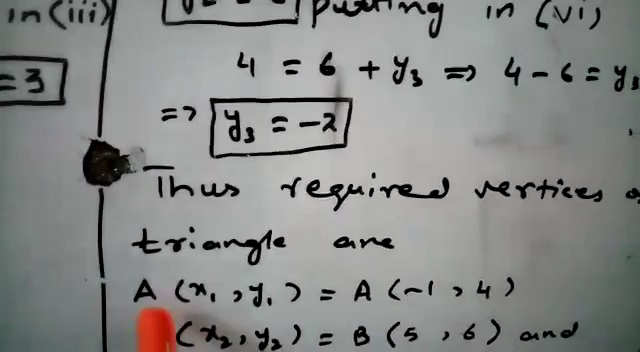 in (iii)
= 3
putting in (vi)
4 = 6 + y₃ ⇒ 4 - 6 = y₃
⇒ y₃ = -2
Thus required vertices
triangle are
A (x₁, y₁) = A (-1, 4)
(x₂, y₂) = B (5, 6) and